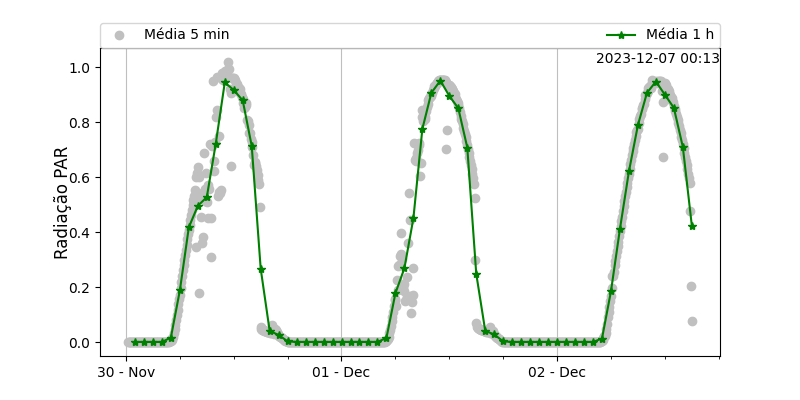 Média 5 min
Média 1 h
2023-12-07 00:13
Radiação PAR
1.0
0.8
0.6
0.4
0.2
0.0
30 - Nov
01 - Dec
02 - Dec